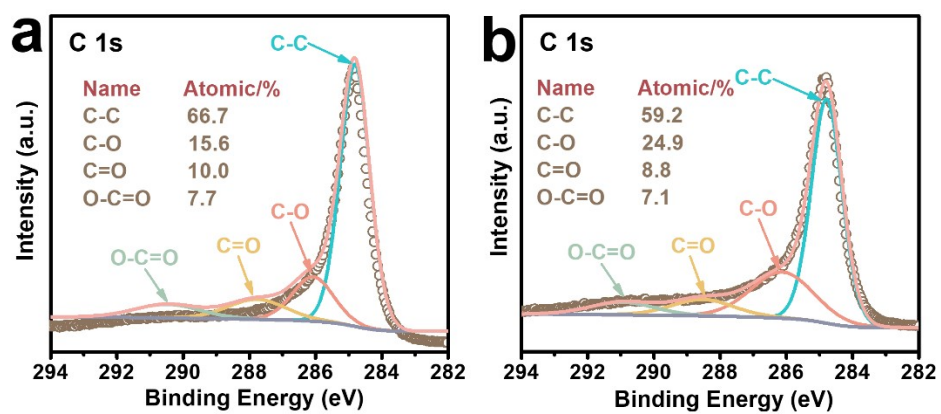 a
C 1s
Name Atomic/%
C-C 66.7
C-O 15.6
C=O 10.0
O-C=O 7.7
C-C
C-O
C=O
O-C=O
Intensity (a.u.)
294 292 290 288 286 284 282
Binding Energy (eV)
b
C 1s
Name Atomic/%
C-C 59.2
C-O 24.9
C=O 8.8
O-C=O 7.1
C-C
C-O
C=O
O-C=O
Intensity (a.u.)
294 292 290 288 286 284 282
Binding Energy (eV)